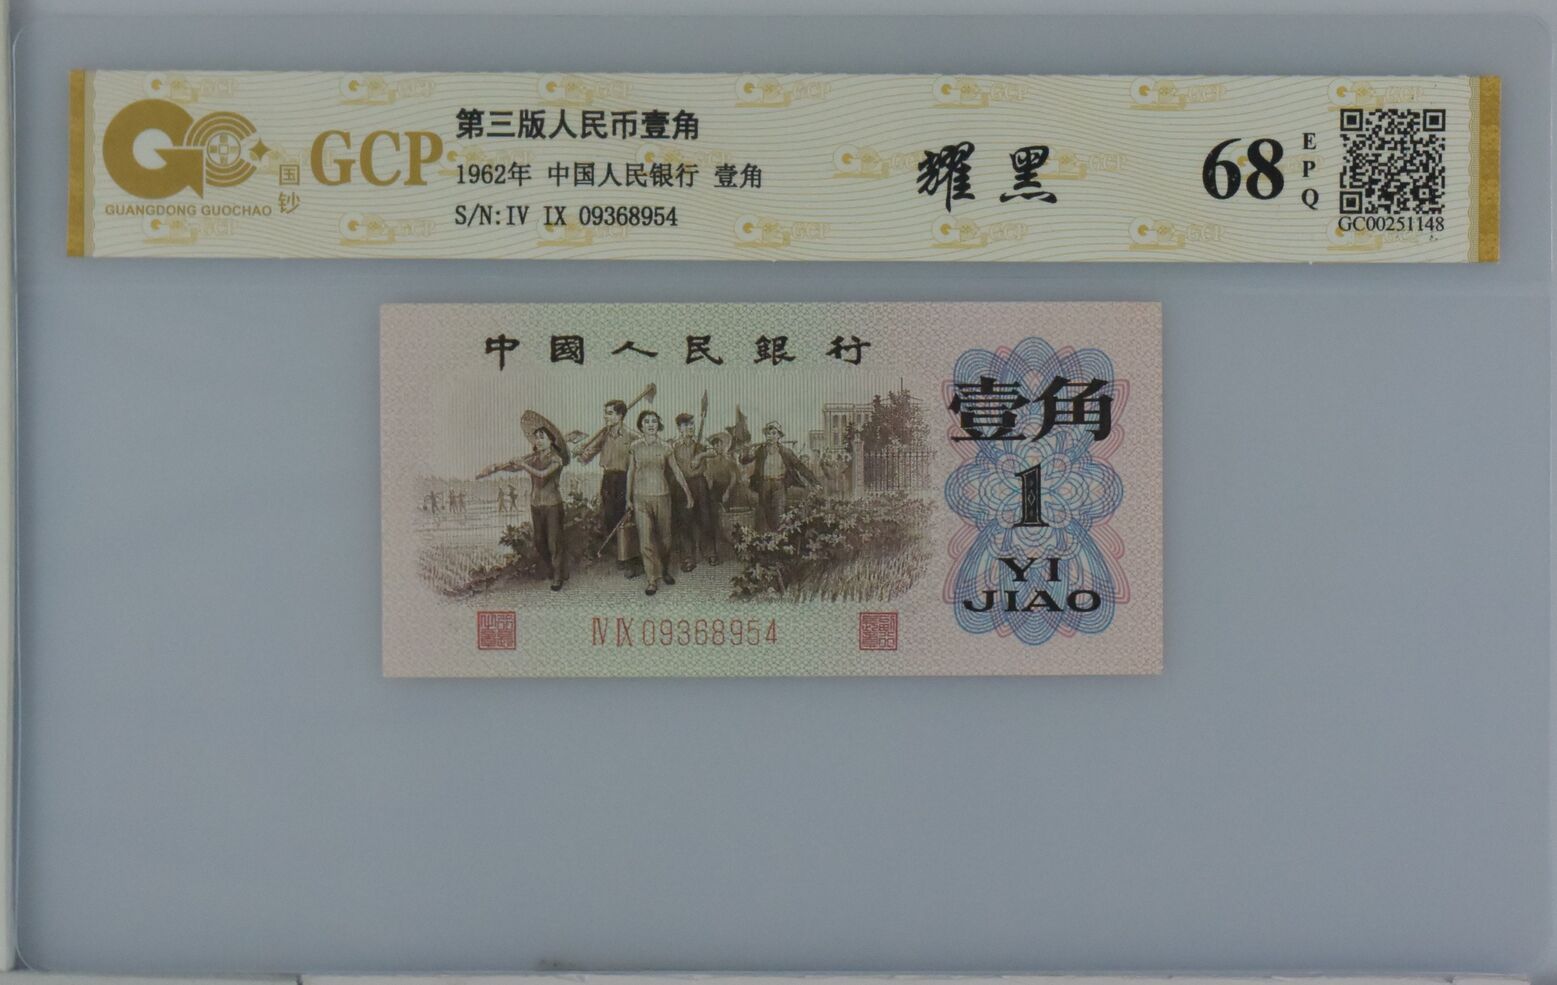 GUANGDONG GUOCHAO
国钞
GCP
第三版人民币壹角
1962年 中国人民银行 壹角
S/N:IV IX 09368954
耀黑
68
EPQ
GC00251148
中國人民銀行
壹角
1
YI
JIAO
IV IX 09368954